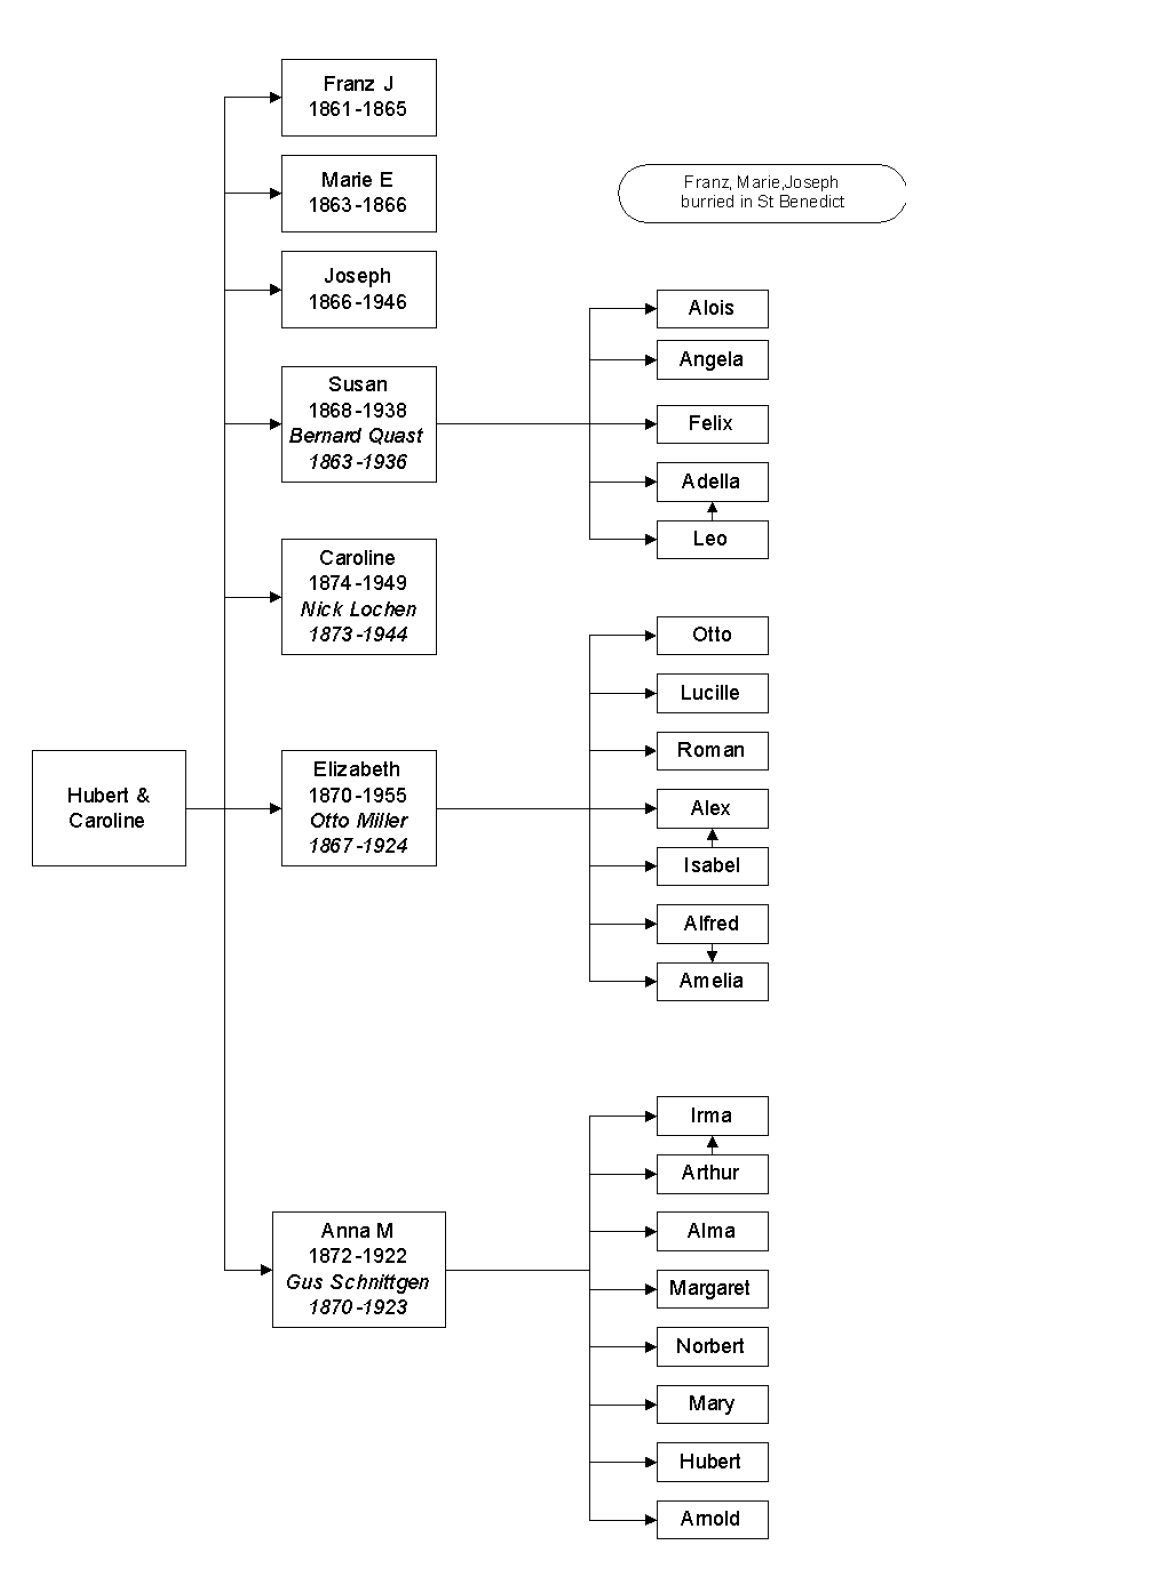 Franz J
1861-1865
Marie E
1863-1866
Franz, Marie,Joseph
burried in St Benedict
Joseph
1866-1946
Susan
1868-1938
Bernard Quast
1863-1936
Alois
Angela
Felix
Adella
Leo
Caroline
1874-1949
Nick Lochen
1873-1944
Hubert &
Caroline
Elizabeth
1870-1955
Otto Miller
1867-1924
Otto
Lucille
Roman
Alex
Isabel
Alfred
Amelia
Anna M
1872-1922
Gus Schnittgen
1870-1923
Irma
Arthur
Alma
Margaret
Norbert
Mary
Hubert
Arnold